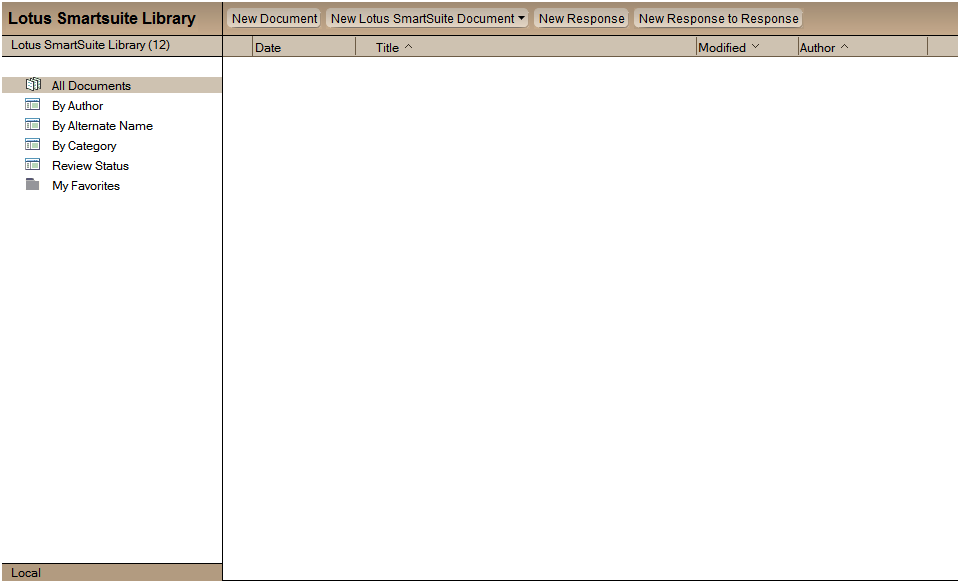 Lotus Smartsuite Library
New Document New Lotus SmartSuite Document New Response New Response to Response
Lotus SmartSuite Library (12)
Date Title Modified Author
All Documents
By Author
By Alternate Name
By Category
Review Status
My Favorites
Local